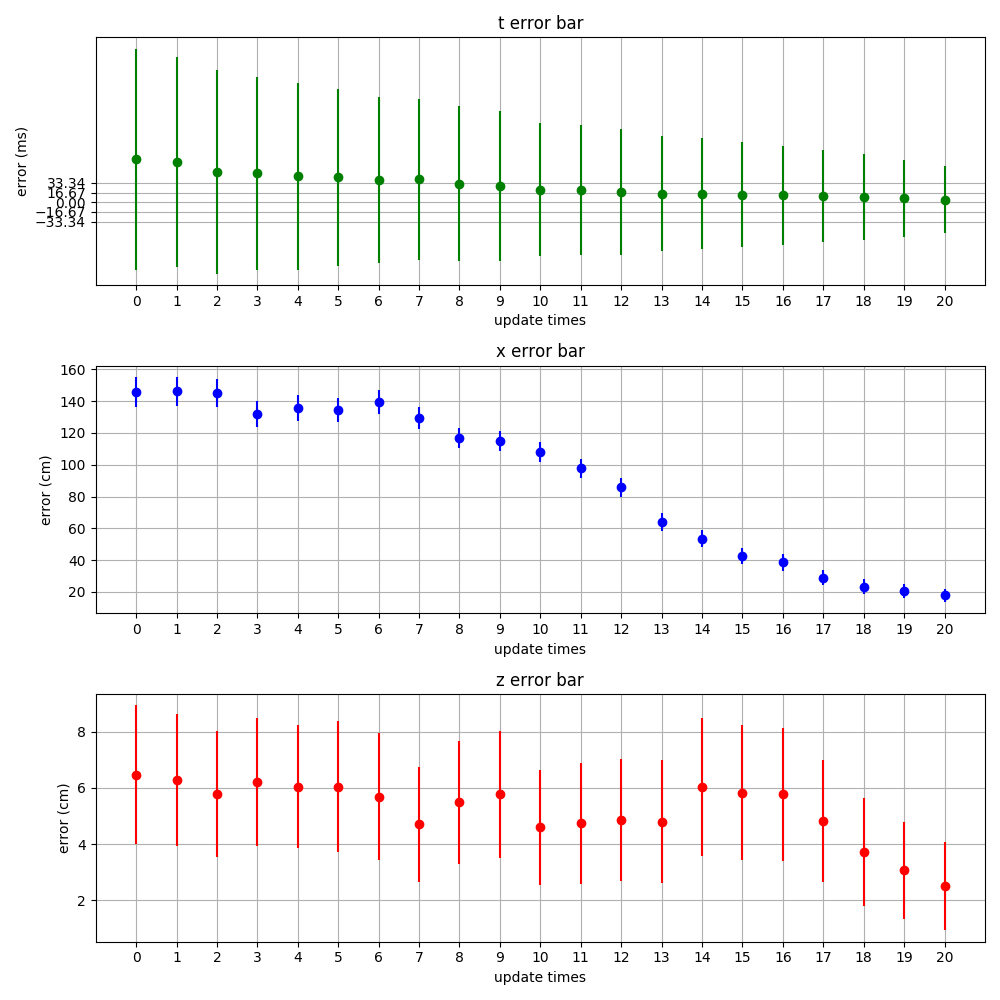 t error bar
error (ms)
33.34
16.67
0.00
−16.67
−33.34
0 1 2 3 4 5 6 7 8 9 10 11 12 13 14 15 16 17 18 19 20
update times
x error bar
error (cm)
160
140
120
100
80
60
40
20
0 1 2 3 4 5 6 7 8 9 10 11 12 13 14 15 16 17 18 19 20
update times
z error bar
error (cm)
8
6
4
2
0 1 2 3 4 5 6 7 8 9 10 11 12 13 14 15 16 17 18 19 20
update times